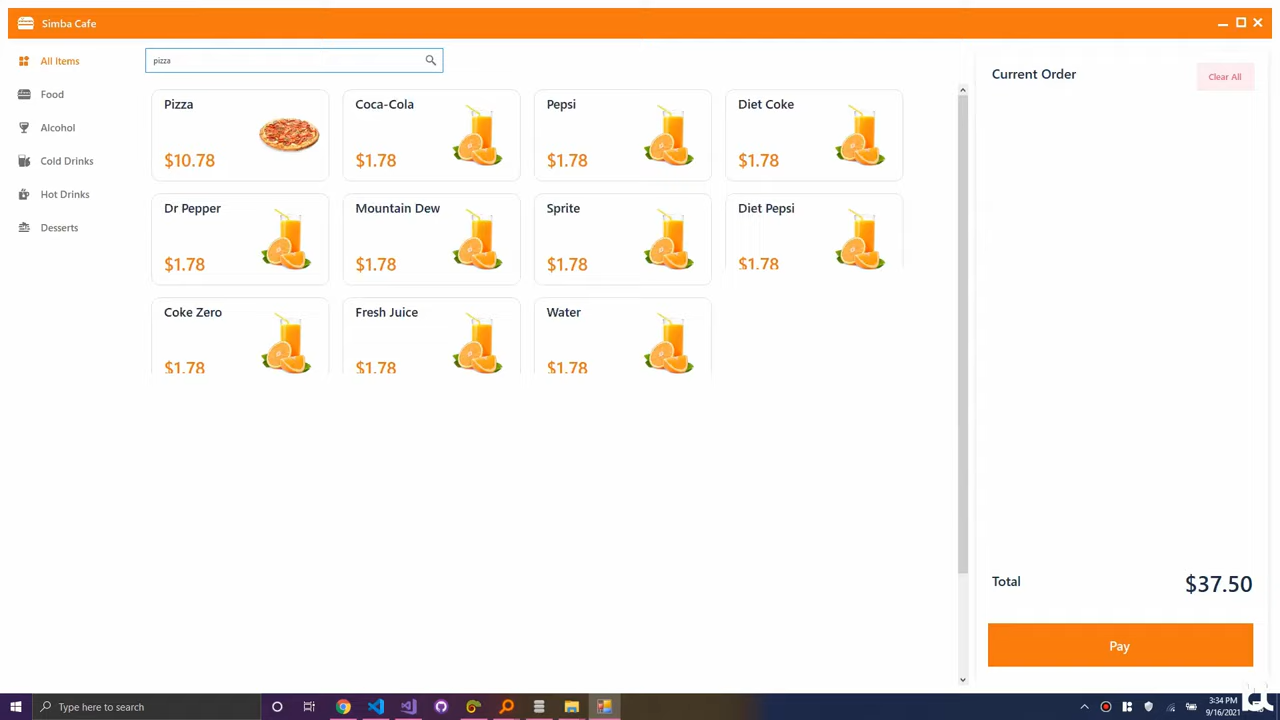 Simba Cafe
All Items
Food
Alcohol
Cold Drinks
Hot Drinks
Desserts
pizza
Pizza
$10.78
Coca-Cola
$1.78
Pepsi
$1.78
Diet Coke
$1.78
Dr Pepper
$1.78
Mountain Dew
$1.78
Sprite
$1.78
Diet Pepsi
$1.78
Coke Zero
$1.78
Fresh Juice
$1.78
Water
$1.78
Current Order
Clear All
Total
$37.50
Pay
Type here to search
3:34 PM
9/16/2021